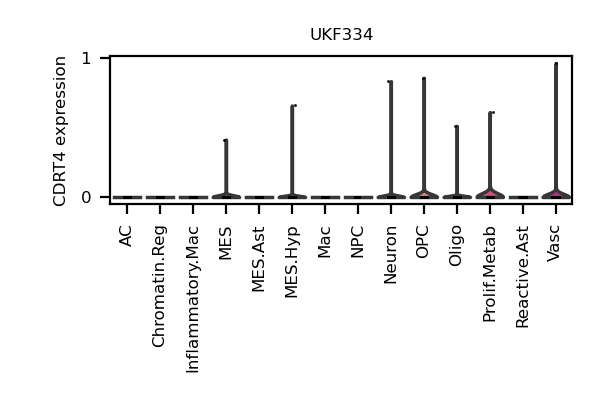 UKF334
CDRT4 expression
1
0
AC
Chromatin.Reg
Inflammatory.Mac
MES
MES.Ast
MES.Hyp
Mac
NPC
Neuron
OPC
Oligo
Prolif.Metab
Reactive.Ast
Vasc